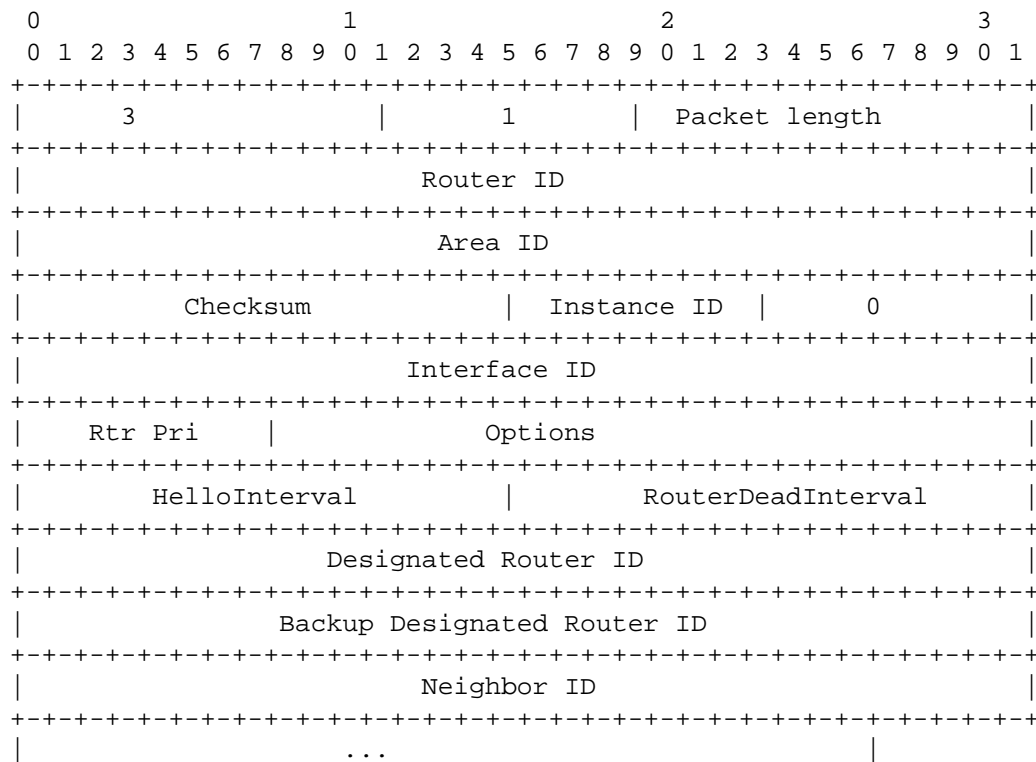 0                   1                   2                   3
0 1 2 3 4 5 6 7 8 9 0 1 2 3 4 5 6 7 8 9 0 1 2 3 4 5 6 7 8 9 0 1
+-+-+-+-+-+-+-+-+-+-+-+-+-+-+-+-+-+-+-+-+-+-+-+-+-+-+-+-+-+-+-+-+
|      3               |       1       |  Packet length         |
+-+-+-+-+-+-+-+-+-+-+-+-+-+-+-+-+-+-+-+-+-+-+-+-+-+-+-+-+-+-+-+-+
|                         Router ID                             |
+-+-+-+-+-+-+-+-+-+-+-+-+-+-+-+-+-+-+-+-+-+-+-+-+-+-+-+-+-+-+-+-+
|                          Area ID                              |
+-+-+-+-+-+-+-+-+-+-+-+-+-+-+-+-+-+-+-+-+-+-+-+-+-+-+-+-+-+-+-+-+
|          Checksum            |  Instance ID  |      0         |
+-+-+-+-+-+-+-+-+-+-+-+-+-+-+-+-+-+-+-+-+-+-+-+-+-+-+-+-+-+-+-+-+
|                        Interface ID                           |
+-+-+-+-+-+-+-+-+-+-+-+-+-+-+-+-+-+-+-+-+-+-+-+-+-+-+-+-+-+-+-+-+
|    Rtr Pri    |             Options                           |
+-+-+-+-+-+-+-+-+-+-+-+-+-+-+-+-+-+-+-+-+-+-+-+-+-+-+-+-+-+-+-+-+
|        HelloInterval         |        RouterDeadInterval      |
+-+-+-+-+-+-+-+-+-+-+-+-+-+-+-+-+-+-+-+-+-+-+-+-+-+-+-+-+-+-+-+-+
|                   Designated Router ID                        |
+-+-+-+-+-+-+-+-+-+-+-+-+-+-+-+-+-+-+-+-+-+-+-+-+-+-+-+-+-+-+-+-+
|                Backup Designated Router ID                    |
+-+-+-+-+-+-+-+-+-+-+-+-+-+-+-+-+-+-+-+-+-+-+-+-+-+-+-+-+-+-+-+-+
|                         Neighbor ID                           |
+-+-+-+-+-+-+-+-+-+-+-+-+-+-+-+-+-+-+-+-+-+-+-+-+-+-+-+-+-+-+-+-+
|                    ...                              |